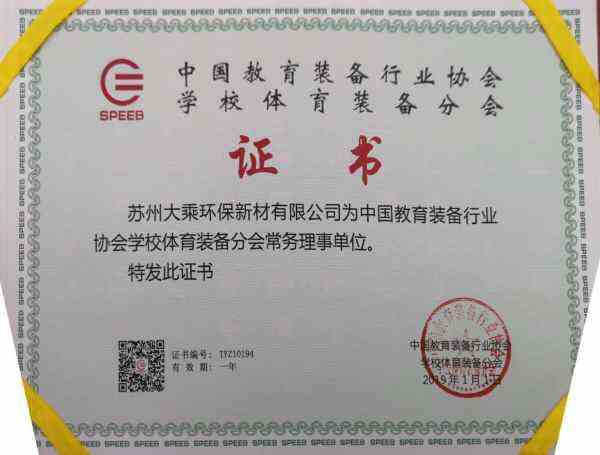 中国教育装备行业协会
学校体育装备分会
SPEEB
证书
苏州大乘环保新材有限公司为中国教育装备行业
协会学校体育装备分会常务理事单位。
特发此证书
证书编号: TYZ10194
有 效 期: 一年
中国教育装备行业协会
学校体育装备分会
2019年1月1日